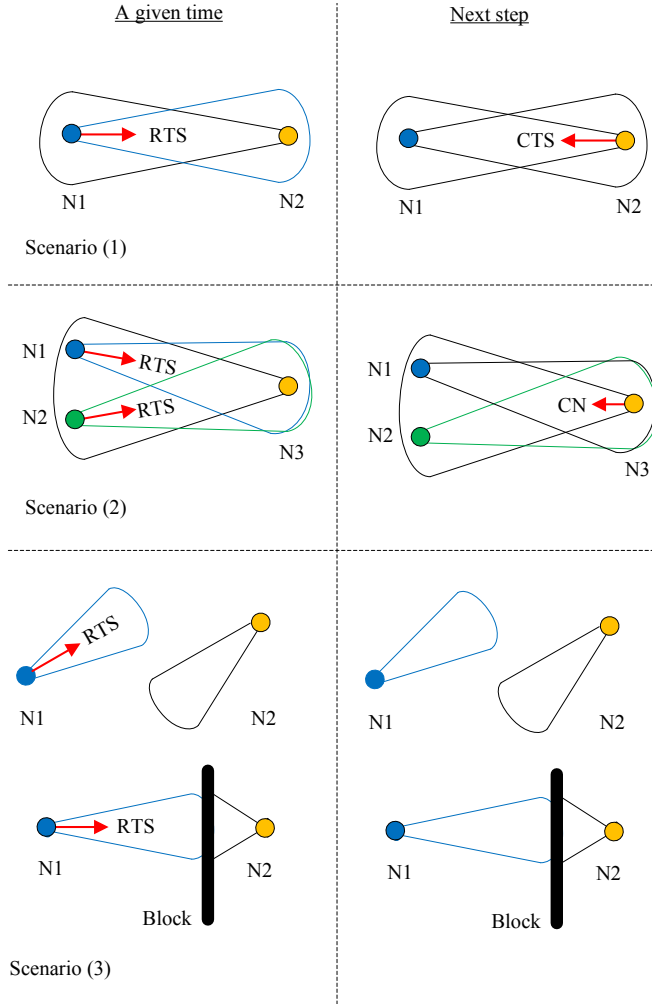 A given time
Next step
RTS
N1
N2
CTS
N1
N2
Scenario (1)
N1
RTS
N2
RTS
N3
N1
N2
CN
N3
Scenario (2)
RTS
N1
N2
N1
N2
RTS
N1
N2
Block
N1
N2
Block
Scenario (3)